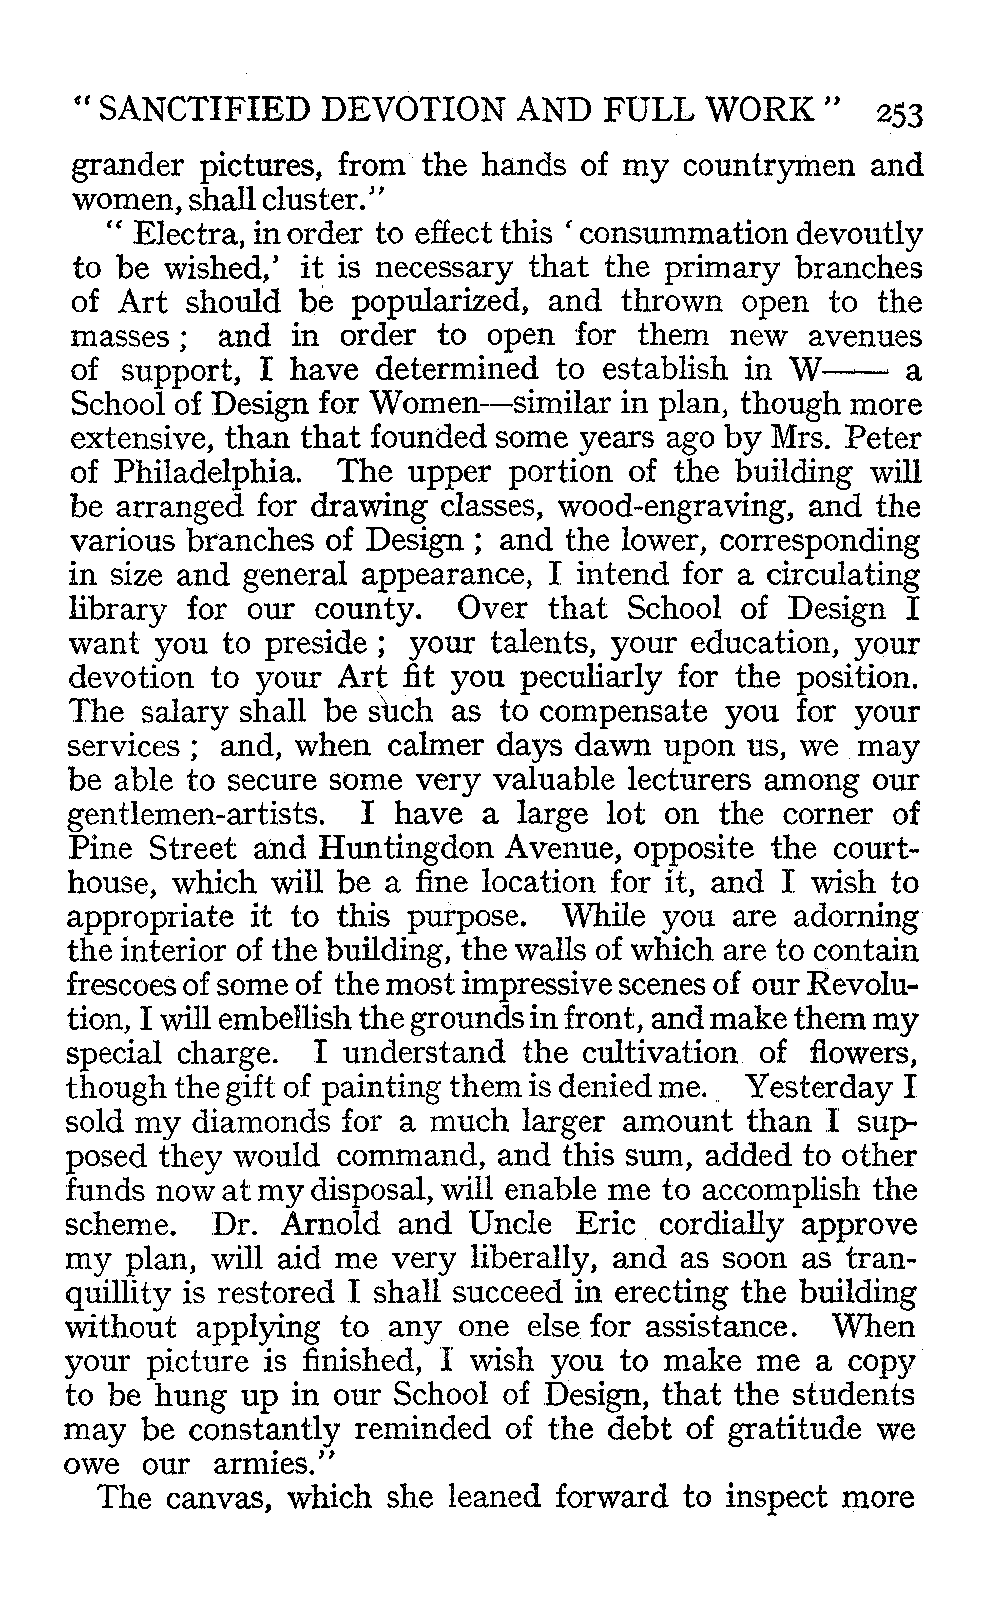 "SANCTIFIED DEVOTION AND FULL WORK" 253
grander pictures, from the hands of my countrymen and
women, shall cluster."
"Electra, in order to effect this 'consummation devoutly
to be wished,' it is necessary that the primary branches
of Art should be popularized, and thrown open to the
masses; and in order to open for them new avenues
of support, I have determined to establish in W—— a
School of Design for Women—similar in plan, though more
extensive, than that founded some years ago by Mrs. Peter
of Philadelphia. The upper portion of the building will
be arranged for drawing classes, wood-engraving, and the
various branches of Design; and the lower, corresponding
in size and general appearance, I intend for a circulating
library for our county. Over that School of Design I
want you to preside; your talents, your education, your
devotion to your Art fit you peculiarly for the position.
The salary shall be such as to compensate you for your
services; and, when calmer days dawn upon us, we may
be able to secure some very valuable lecturers among our
gentlemen-artists. I have a large lot on the corner of
Pine Street and Huntingdon Avenue, opposite the court-
house, which will be a fine location for it, and I wish to
appropriate it to this purpose. While you are adorning
the interior of the building, the walls of which are to contain
frescoes of some of the most impressive scenes of our Revolu-
tion, I will embellish the grounds in front, and make them my
special charge. I understand the cultivation of flowers,
though the gift of painting them is denied me. Yesterday I
sold my diamonds for a much larger amount than I sup-
posed they would command, and this sum, added to other
funds now at my disposal, will enable me to accomplish the
scheme. Dr. Arnold and Uncle Eric cordially approve
my plan, will aid me very liberally, and as soon as tran-
quillity is restored I shall succeed in erecting the building
without applying to any one else for assistance. When
your picture is finished, I wish you to make me a copy
to be hung up in our School of Design, that the students
may be constantly reminded of the debt of gratitude we
owe our armies."
The canvas, which she leaned forward to inspect more